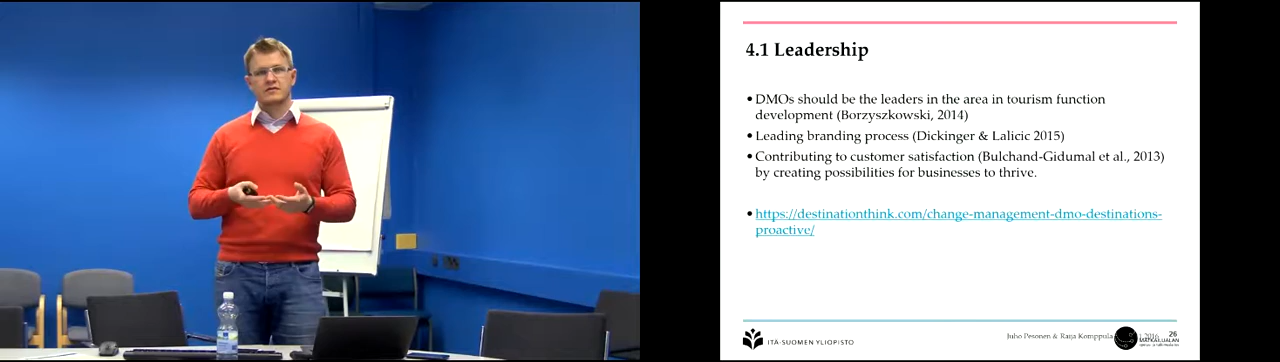 4.1 Leadership
•DMOs should be the leaders in the area in tourism function
development (Borzyszkowski, 2014)
•Leading branding process (Dickinger & Lalicic 2015)
•Contributing to customer satisfaction (Bulchand-Gidumal et al., 2013)
by creating possibilities for businesses to thrive.
•https://destinationthink.com/change-management-dmo-destinations-
proactive/
ITÄ-SUOMEN YLIOPISTO
Juho Pesonen & Raija Komppula
2016
26
MATKAILUALAN